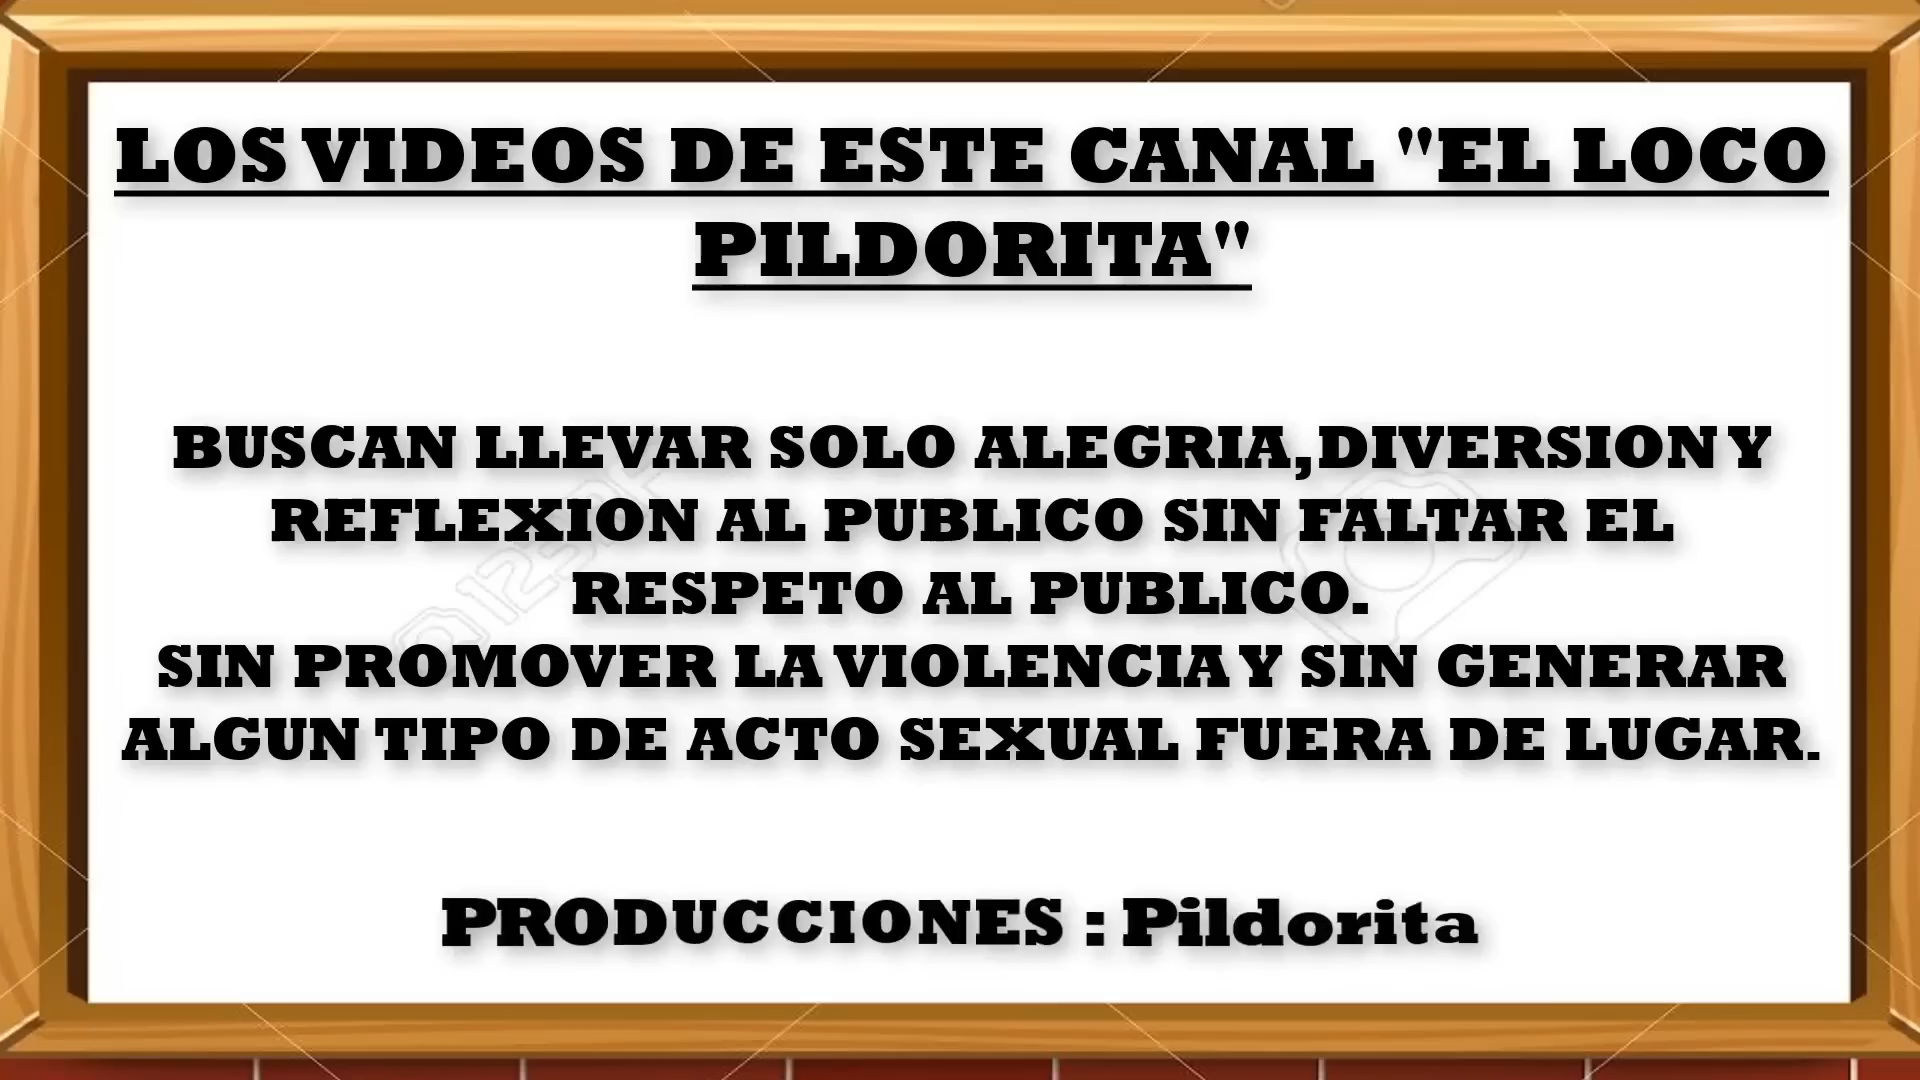 LOS VIDEOS DE ESTE CANAL "EL LOCO
PILDORITA"
BUSCAN LLEVAR SOLO ALEGRIA,DIVERSION Y
REFLEXION AL PUBLICO SIN FALTAR EL
RESPETO AL PUBLICO.
SIN PROMOVER LA VIOLENCIA Y SIN GENERAR
ALGUN TIPO DE ACTO SEXUAL FUERA DE LUGAR.
PRODUCCIONES : Pildorita